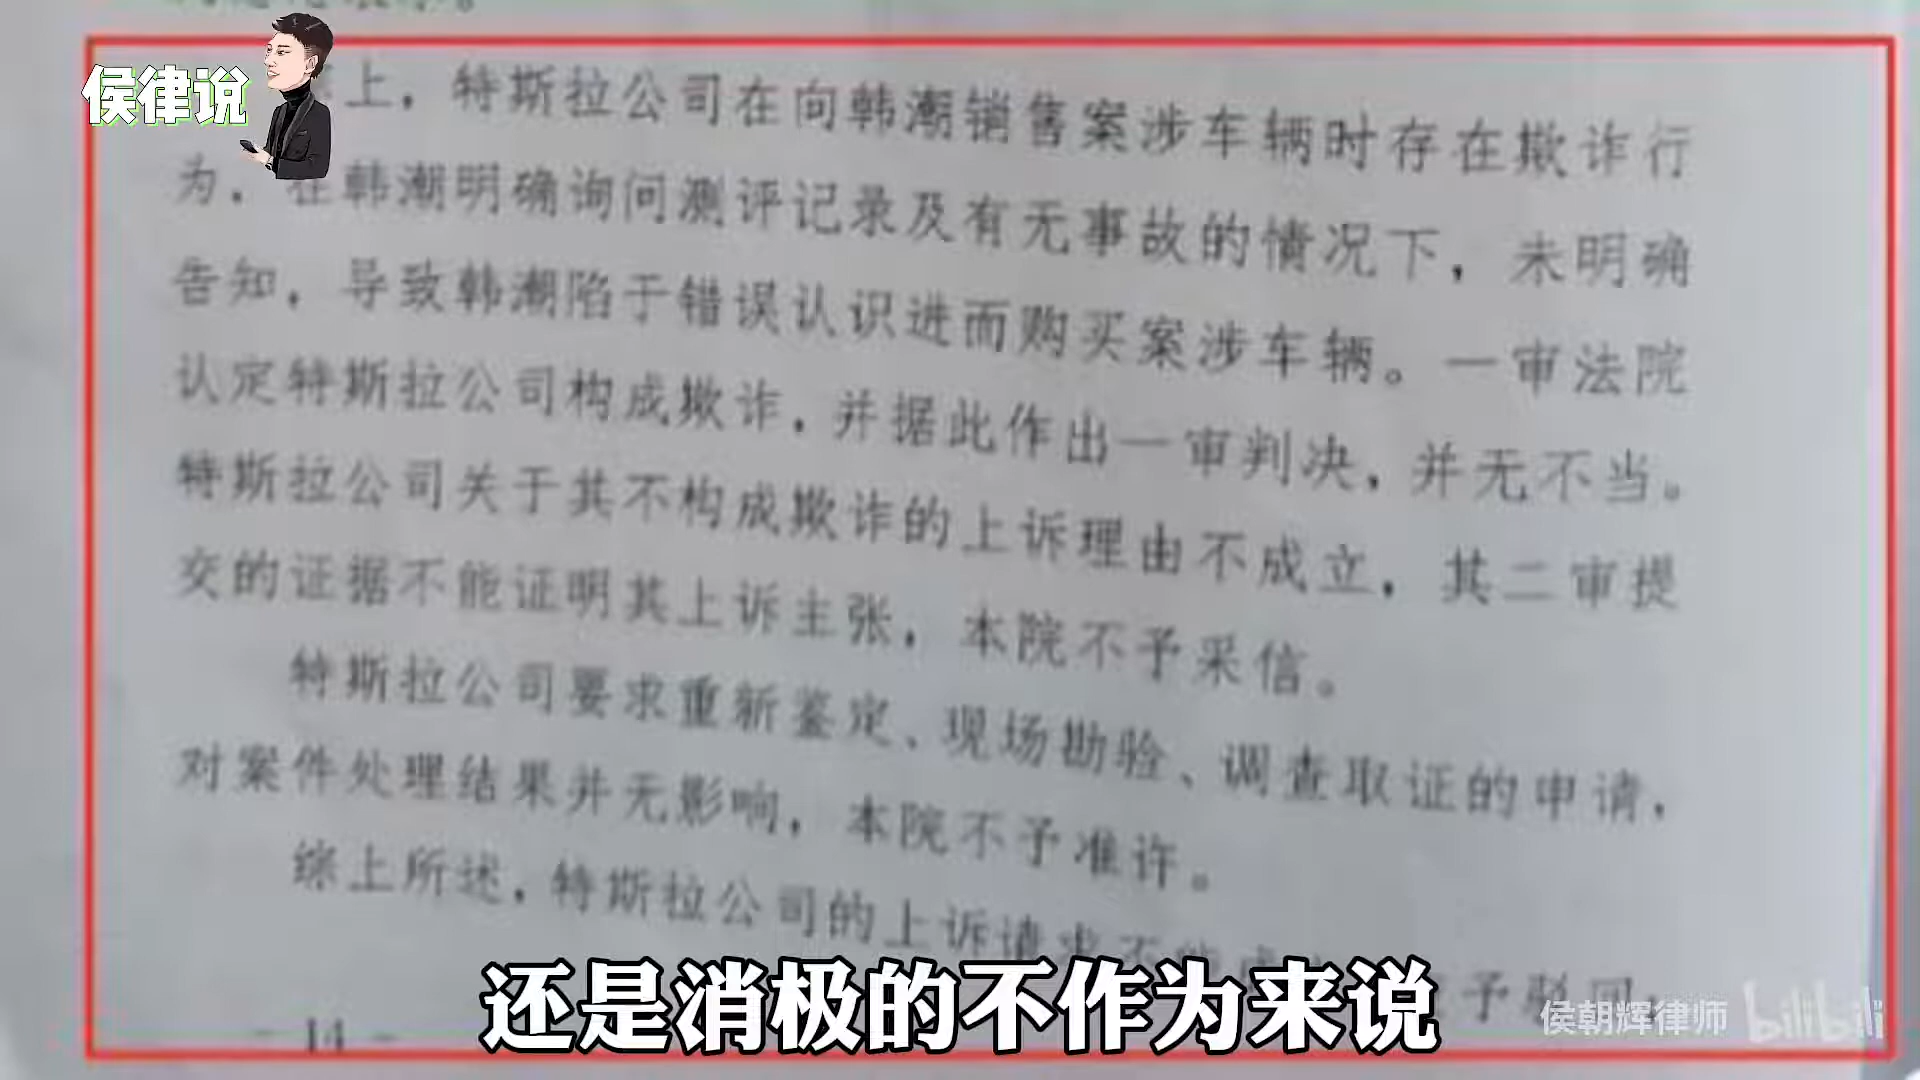 侯律说
上，特斯拉公司在向韩潮销售案涉车辆时存在欺诈行
为，在韩潮明确询问测评记录及有无事故的情况下，未明确
告知，导致韩潮陷于错误认识进而购买案涉车辆。一审法院
认定特斯拉公司构成欺诈，并据此作出一审判决，并无不当。
特斯拉公司关于其不构成欺诈的上诉理由不成立，其二审提
交的证据不能证明其上诉主张，本院不予采信。
特斯拉公司要求重新鉴定、现场勘验、调查取证的申请，
对案件处理结果并无影响，本院不予准许。
综上所述，特斯拉公司的上诉请求不能 予驳回
- 14 -
还是消极的不作为来说
侯朝辉律师 bilibili